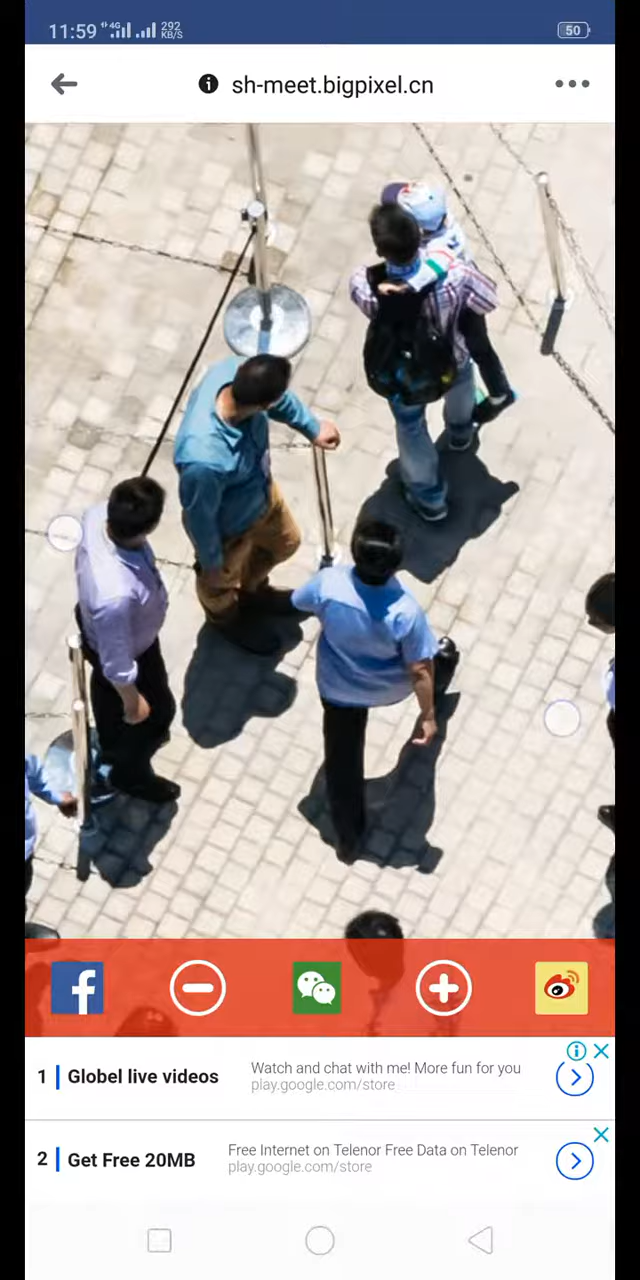 11:59 4G 292 KB/S 50
sh-meet.bigpixel.cn
1 Globel live videos
Watch and chat with me! More fun for you
play.google.com/store
2 Get Free 20MB
Free Internet on Telenor Free Data on Telenor
play.google.com/store